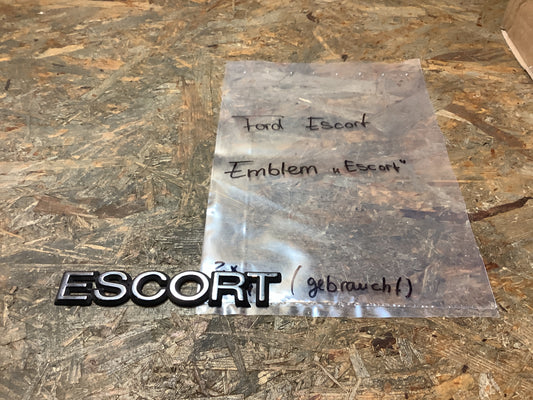 Ford Escort
Emblem „Escort"
2x
ESCORT (gebraucht)